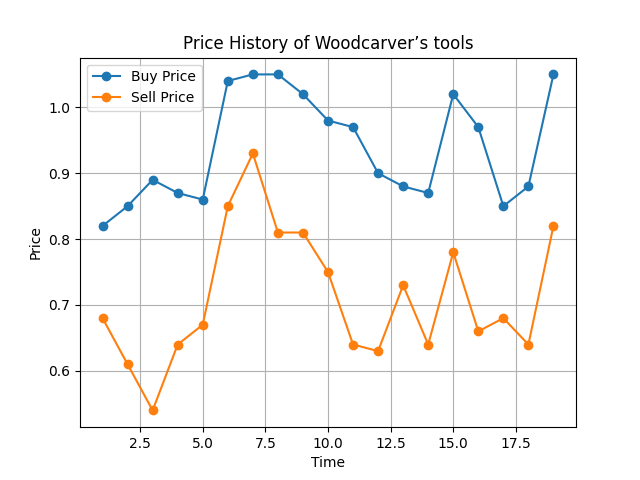 Price History of Woodcarver’s tools
Buy Price
Sell Price
1.0
0.9
0.8
0.7
0.6
Price
2.5 5.0 7.5 10.0 12.5 15.0 17.5
Time